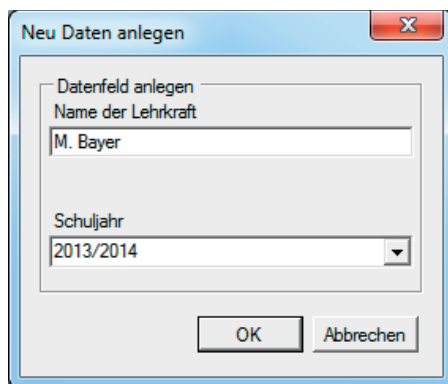 Neu Daten anlegen
Datenfeld anlegen
Name der Lehrkraft
M. Bayer
Schuljahr
2013/2014
OK
Abbrechen